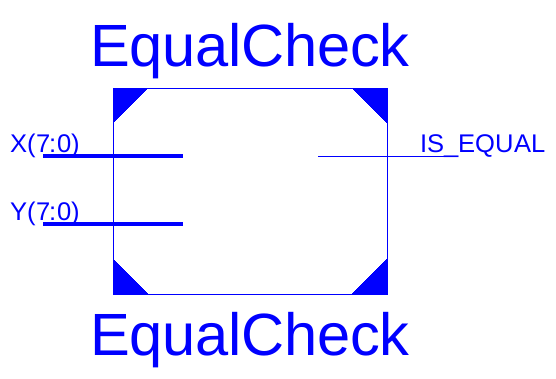 EqualCheck
X(7:0)
IS_EQUAL
Y(7:0)
EqualCheck